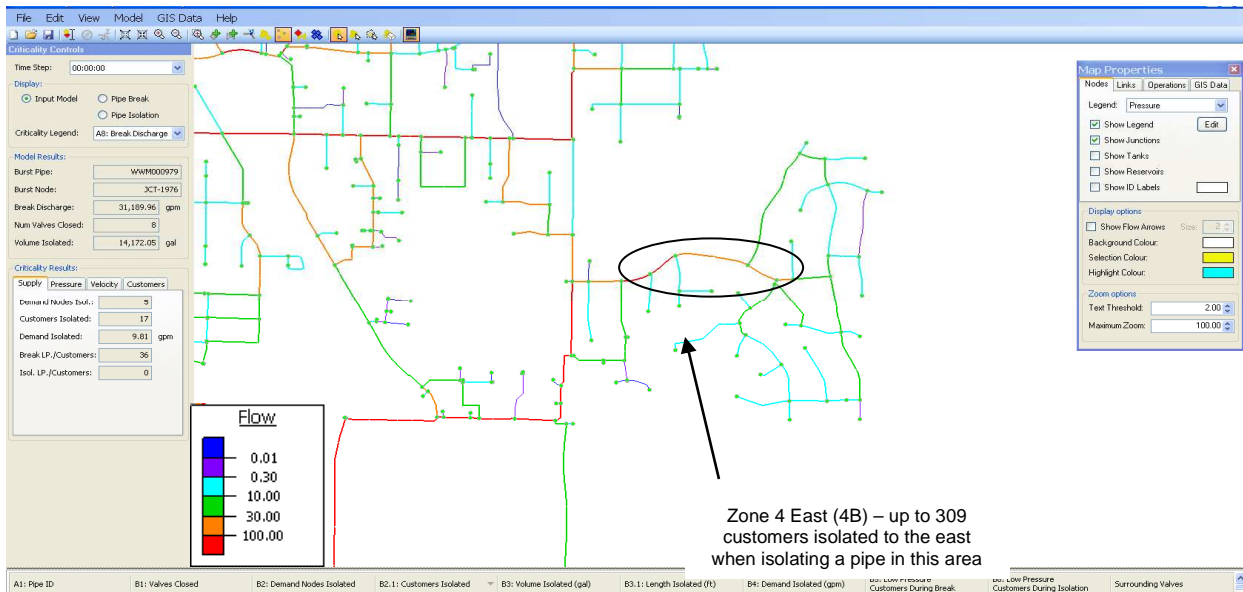 File Edit View Model GIS Data Help
Criticality Controls
Time Step: 00:00:00
Display:
Input Model Pipe Break
Pipe Isolation
Criticality Legend: A8: Break Discharge
Model Results:
Burst Pipe: WWM000979
Burst Node: JCT-1976
Break Discharge: 31,189.96 gpm
Num Valves Closed: 8
Volume Isolated: 14,172.05 gal
Criticality Results:
Supply Pressure Velocity Customers
Demand Nodes Isol.: 5
Customers Isolated: 17
Demand Isolated: 9.81 gpm
Break LP./Customers: 36
Isol. LP./Customers: 0
Flow
0.01
0.30
10.00
30.00
100.00
Map Properties
Nodes Links Operations GIS Data
Legend: Pressure
Show Legend Edit
Show Junctions
Show Tanks
Show Reservoirs
Show ID Labels
Display options
Show Flow Arrows Size: 2
Background Colour:
Selection Colour:
Highlight Colour:
Zoom options
Text Threshold: 2.00
Maximum Zoom: 100.00
Zone 4 East (4B) – up to 309
customers isolated to the east
when isolating a pipe in this area
A1: Pipe ID B1: Valves Closed B2: Demand Nodes Isolated B2.1: Customers Isolated B3: Volume Isolated (gal) B3.1: Length Isolated (ft) B4: Demand Isolated (gpm) B5: Low Pressure Customers During Break Low Pressure Customers During Isolation Surrounding Valves